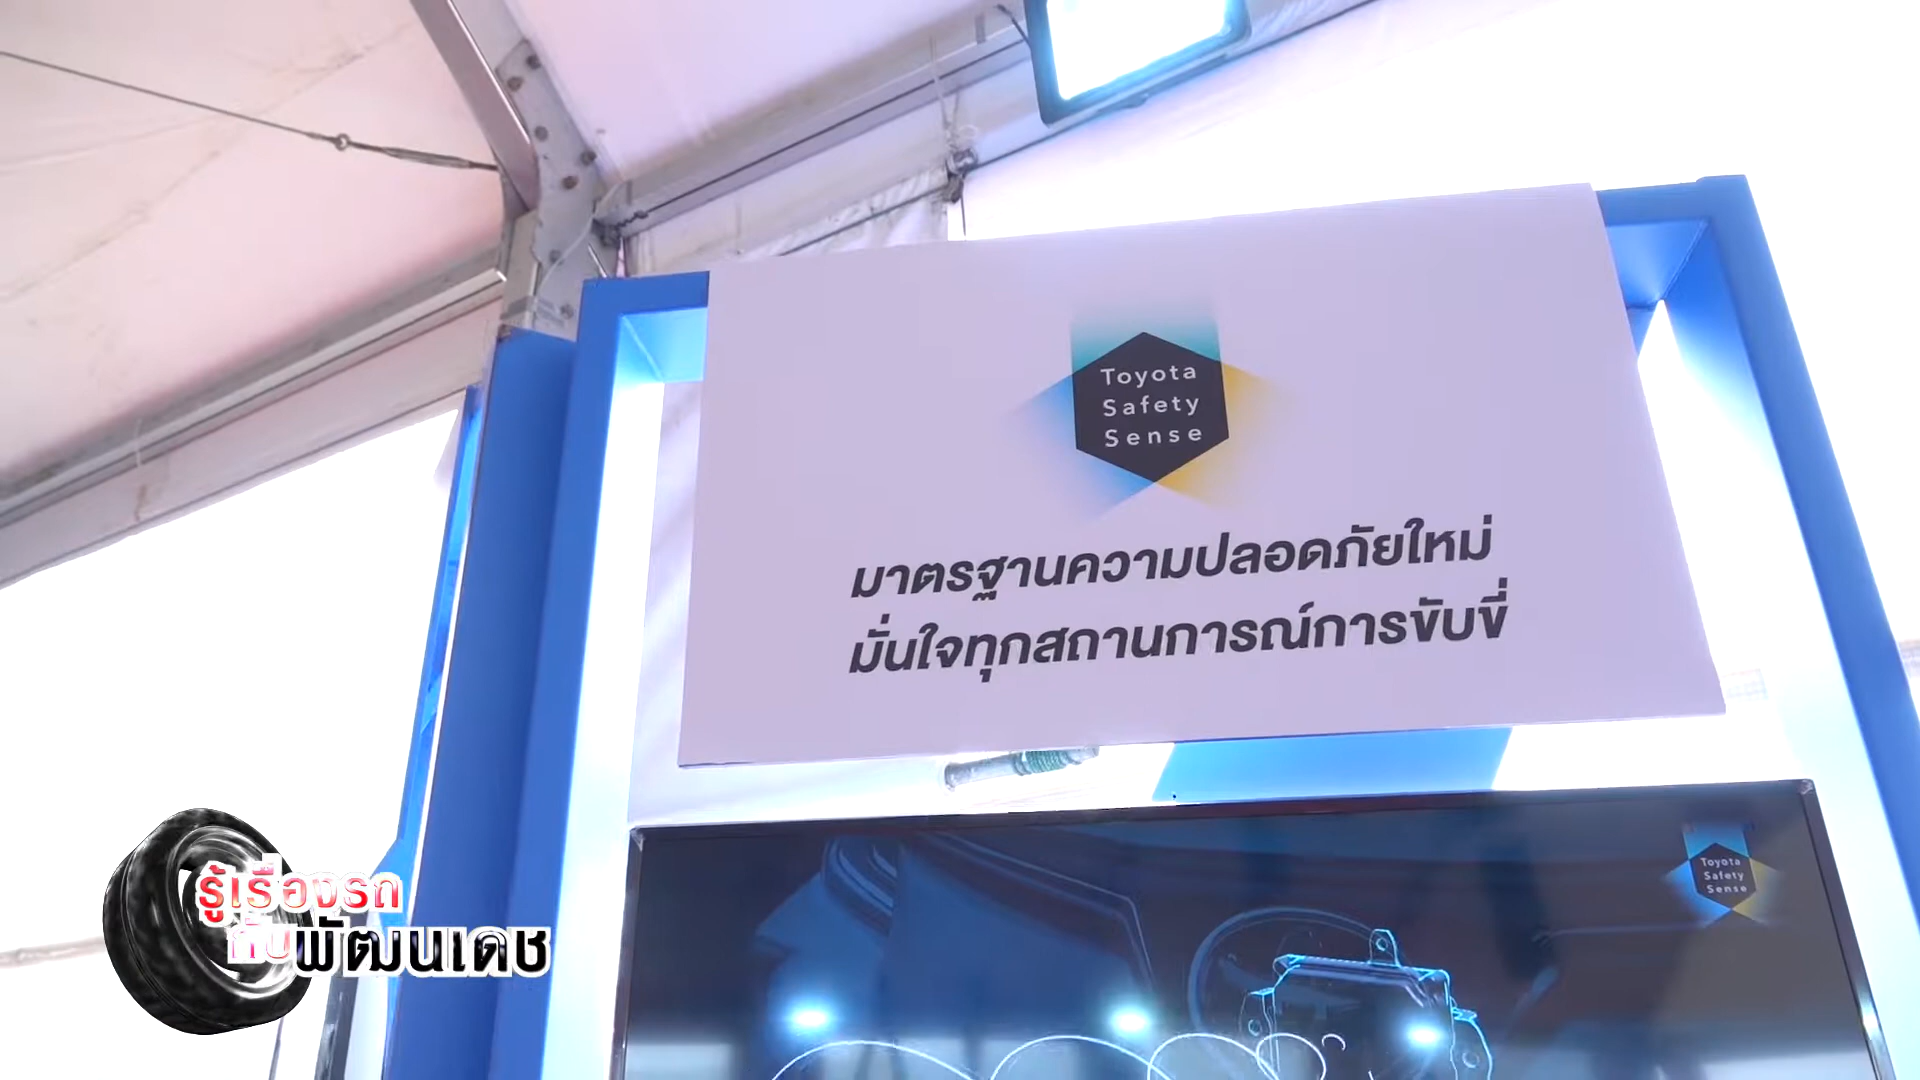 Toyota
Safety
Sense
มาตรฐานความปลอดภัยใหม่
มั่นใจทุกสถานการณ์การขับขี่
Toyota
Safety
Sense
รู้เรื่องรถ
กับพัฒนเดช